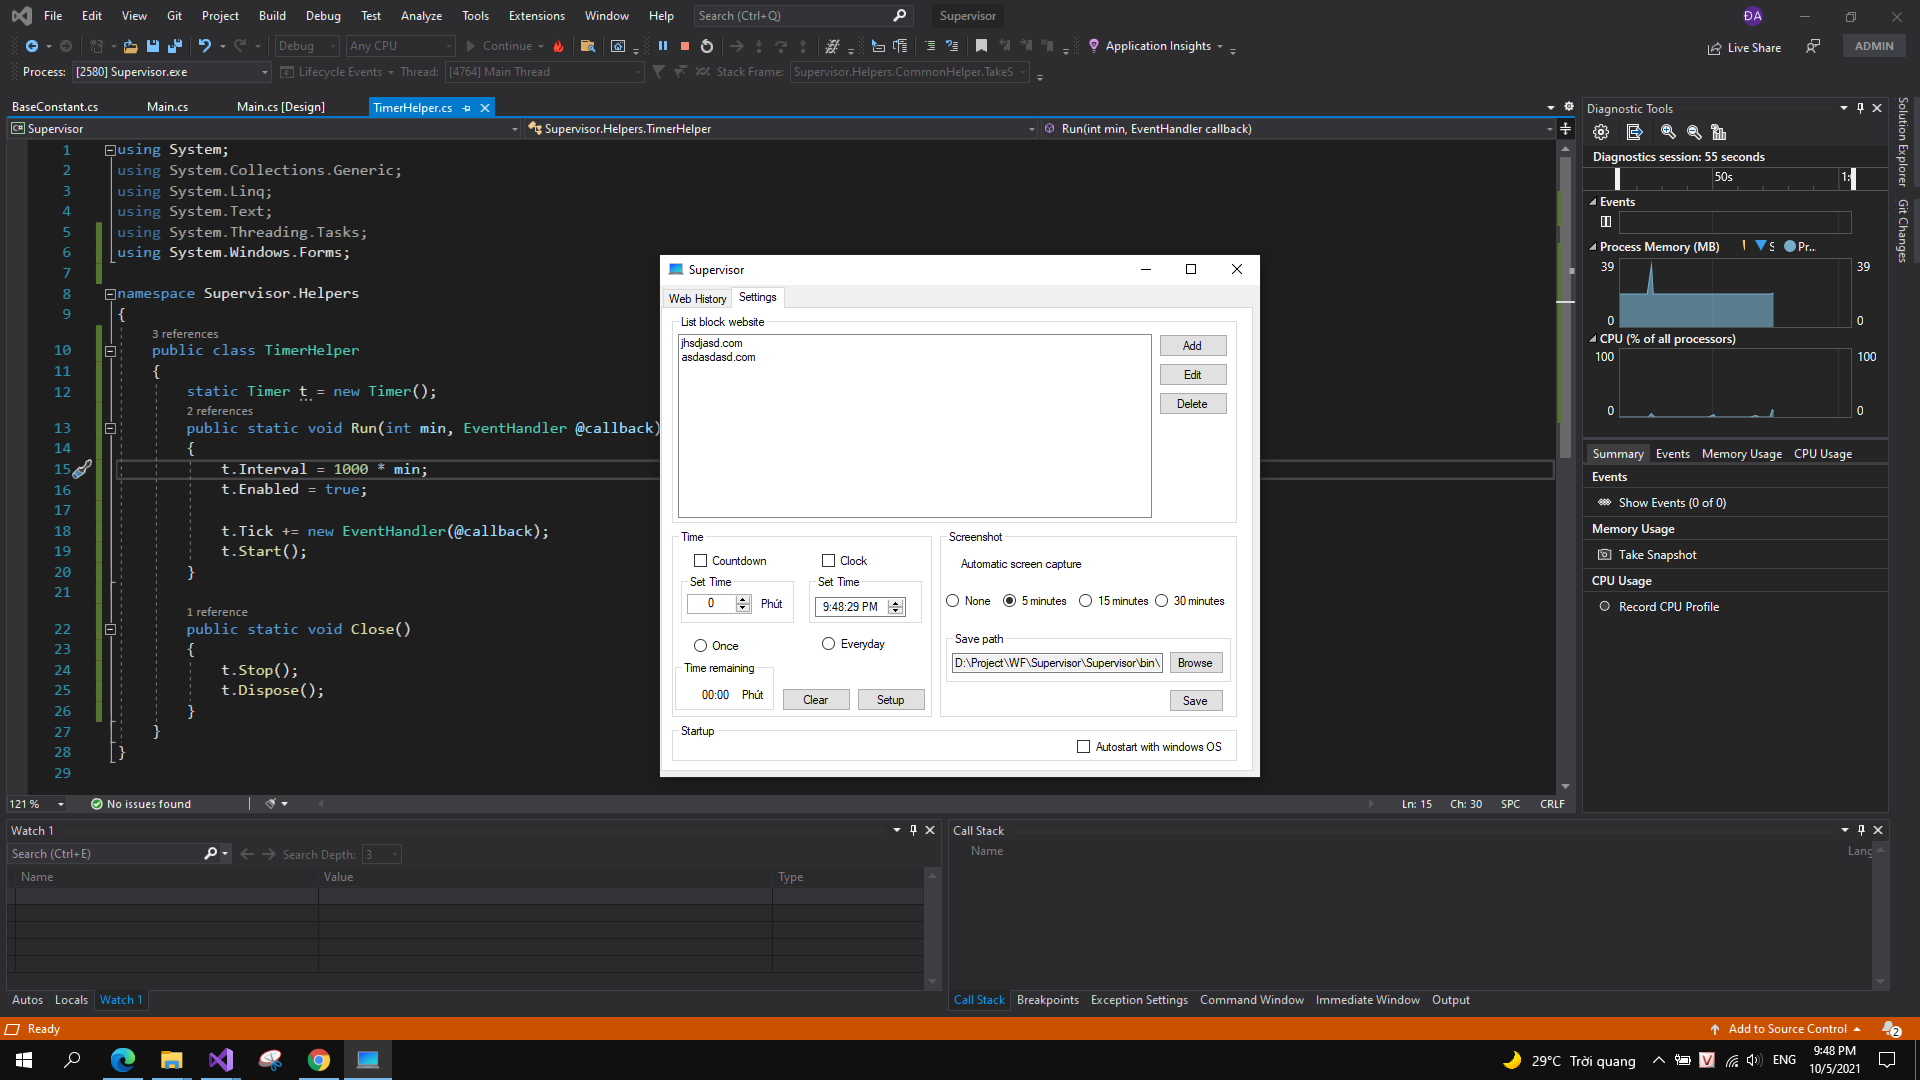 File Edit View Git Project Build Debug Test Analyze Tools Extensions Window Help Search (Ctrl+Q) Supervisor ĐA
Debug Any CPU Continue Application Insights Live Share ADMIN
Process: [2580] Supervisor.exe Lifecycle Events Thread: [4764] Main Thread Stack Frame: Supervisor.Helpers.CommonHelper.TakeS
BaseConstant.cs Main.cs Main.cs [Design] TimerHelper.cs
C# Supervisor Supervisor.Helpers.TimerHelper Run(int min, EventHandler callback)
1 using System;
2 using System.Collections.Generic;
3 using System.Linq;
4 using System.Text;
5 using System.Threading.Tasks;
6 using System.Windows.Forms;
7
8 namespace Supervisor.Helpers
9 {
3 references
10 public class TimerHelper
11 {
12 static Timer t = new Timer();
2 references
13 public static void Run(int min, EventHandler @callback)
14 {
15 t.Interval = 1000 * min;
16 t.Enabled = true;
17
18 t.Tick += new EventHandler(@callback);
19 t.Start();
20 }
21
1 reference
22 public static void Close()
23 {
24 t.Stop();
25 t.Dispose();
26 }
27 }
28 }
29
121 % No issues found Ln: 15 Ch: 30 SPC CRLF
Supervisor
Web History Settings
List block website
jhsdjasd.com
asdasdasd.com
Add
Edit
Delete
Time
Countdown Clock
Set Time Set Time
0 Phút 9:48:29 PM
Once Everyday
Time remaining
00:00 Phút Clear Setup
Screenshot
Automatic screen capture
None 5 minutes 15 minutes 30 minutes
Save path
D:\Project\WF\Supervisor\Supervisor\bin\ Browse
Save
Startup
Autostart with windows OS
Diagnostic Tools
Diagnostics session: 55 seconds
50s
Events
Process Memory (MB) S Pr...
39 39
0 0
CPU (% of all processors)
100 100
0 0
Summary Events Memory Usage CPU Usage
Events
Show Events (0 of 0)
Memory Usage
Take Snapshot
CPU Usage
Record CPU Profile
Solution Explorer
Git Changes
Watch 1
Search (Ctrl+E) Search Depth: 3
Name Value Type
Autos Locals Watch 1
Call Stack
Name Lang
Call Stack Breakpoints Exception Settings Command Window Immediate Window Output
Ready Add to Source Control 2
29°C Trời quang V ENG 9:48 PM
10/5/2021